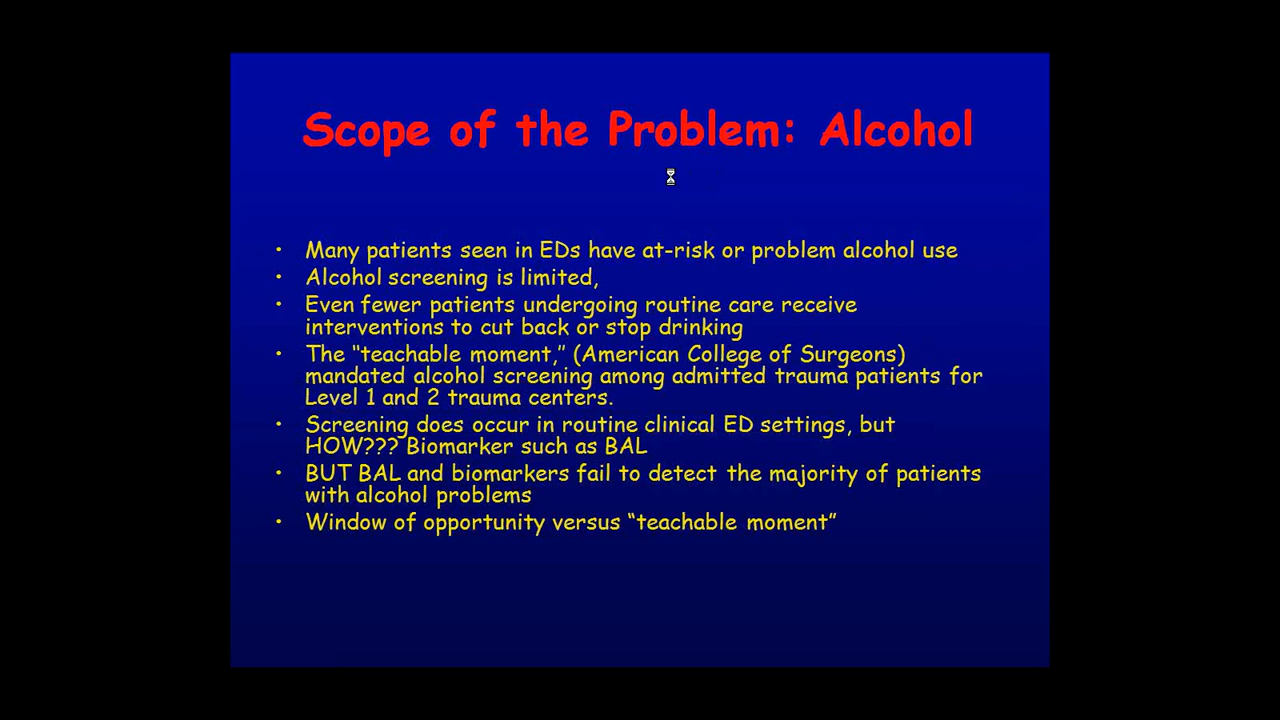 Scope of the Problem: Alcohol
• Many patients seen in EDs have at-risk or problem alcohol use
• Alcohol screening is limited,
• Even fewer patients undergoing routine care receive
interventions to cut back or stop drinking
• The “teachable moment,” (American College of Surgeons)
mandated alcohol screening among admitted trauma patients for
Level 1 and 2 trauma centers.
• Screening does occur in routine clinical ED settings, but
HOW??? Biomarker such as BAL
• BUT BAL and biomarkers fail to detect the majority of patients
with alcohol problems
• Window of opportunity versus “teachable moment”